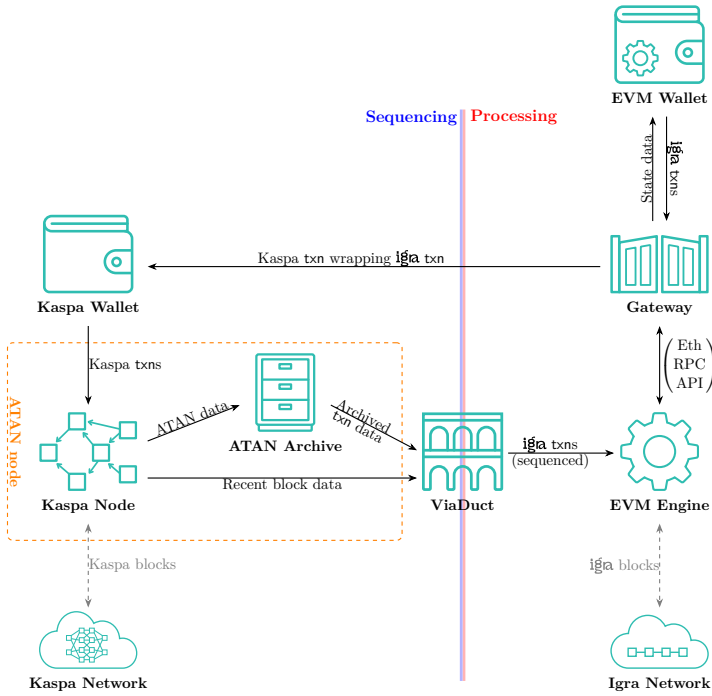 EVM Wallet
Sequencing
Processing
State data
igra txns
Kaspa txn wrapping igra txn
Kaspa Wallet
Gateway
Kaspa txns
Eth
RPC
API
ATAN node
ATAN data
Archived
txn data
ATAN Archive
igra txns
(sequenced)
Recent block data
Kaspa Node
ViaDuct
EVM Engine
Kaspa blocks
igra blocks
Kaspa Network
Igra Network